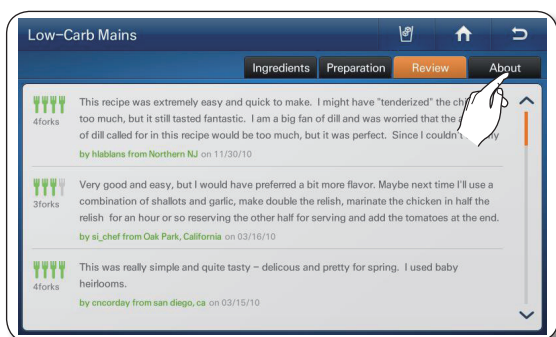 Low-Carb Mains
Ingredients Preparation Review About
This recipe was extremely easy and quick to make. I might have "tenderized" the
4forks too much, but it still tasted fantastic. I am a big fan of dill and was worried that the
of dill called for in this recipe would be too much, but it was perfect. Since I
by hlablans from Northern NJ on 11/30/10
Very good and easy, but I would have preferred a bit more flavor. Maybe next time I'll use a
3forks combination of shallots and garlic, make double the relish, marinate the chicken in half the
relish for an hour or so reserving the other half for serving and add the tomatoes at the end.
by si_chef from Oak Park, California on 03/16/10
This was really simple and quite tasty – delicous and pretty for spring. I used baby
4forks heirlooms.
by cncorday from san diego, ca on 03/15/10